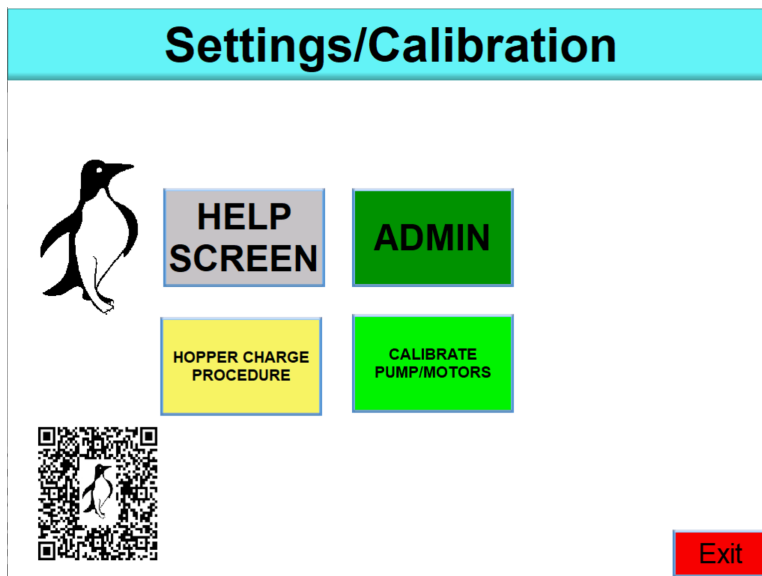 Settings/Calibration
HELP
SCREEN
ADMIN
HOPPER CHARGE
PROCEDURE
CALIBRATE
PUMP/MOTORS
Exit